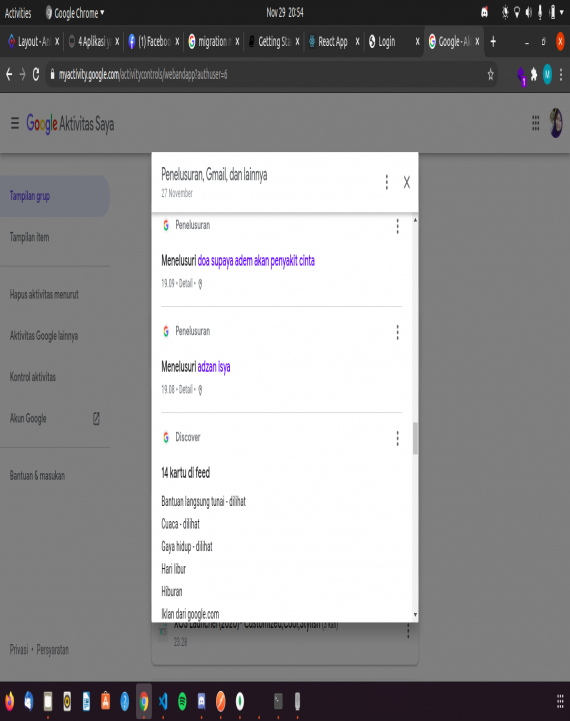 Activities
Google Chrome
Nov 29 20:54
Layout - Ant
4 Aplikasi y
(1) Faceboo
migration
Getting Sta
React App
Login
Google - Ak
myactivity.google.com/activitycontrols/webandapp?authuser=6
1
M
Google Aktivitas Saya
Tampilan grup
Tampilan item
Hapus aktivitas menurut
Aktivitas Google lainnya
Kontrol aktivitas
Akun Google
Bantuan & masukan
Privasi • Persyaratan
Penelusuran, Gmail, dan lainnya
27 November
Penelusuran
Menelusuri doa supaya adem akan penyakit cinta
19.09 • Detail •
Penelusuran
Menelusuri adzan isya
19.08 • Detail •
Discover
14 kartu di feed
Bantuan langsung tunai - dilihat
Cuaca - dilihat
Gaya hidup - dilihat
Hari libur
Hiburan
Iklan dari google.com
XOS Launcher (2020)- Customized,Cool,Stylish
23.28